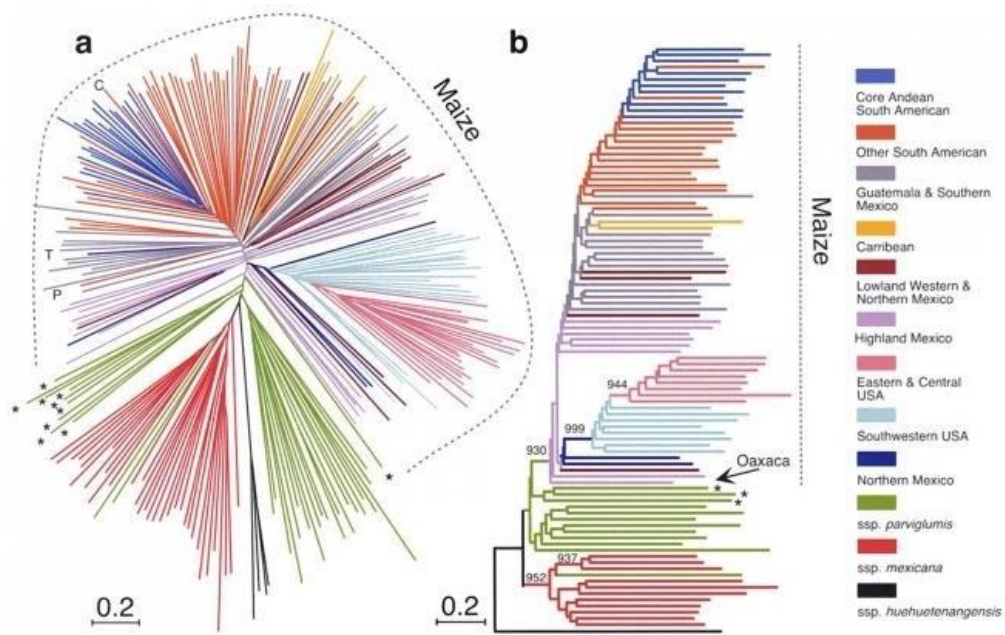 a
b
C
T
P
Maize
*
*
*
*
*
*
*
*
*
0.2
944
999
930
Oaxaca
*
*
*
937
952
0.2
Maize
Core Andean
South American
Other South American
Guatemala & Southern
Mexico
Carribean
Lowland Western &
Northern Mexico
Highland Mexico
Eastern & Central
USA
Southwestern USA
Northern Mexico
ssp. parviglumis
ssp. mexicana
ssp. huehuetenangensis